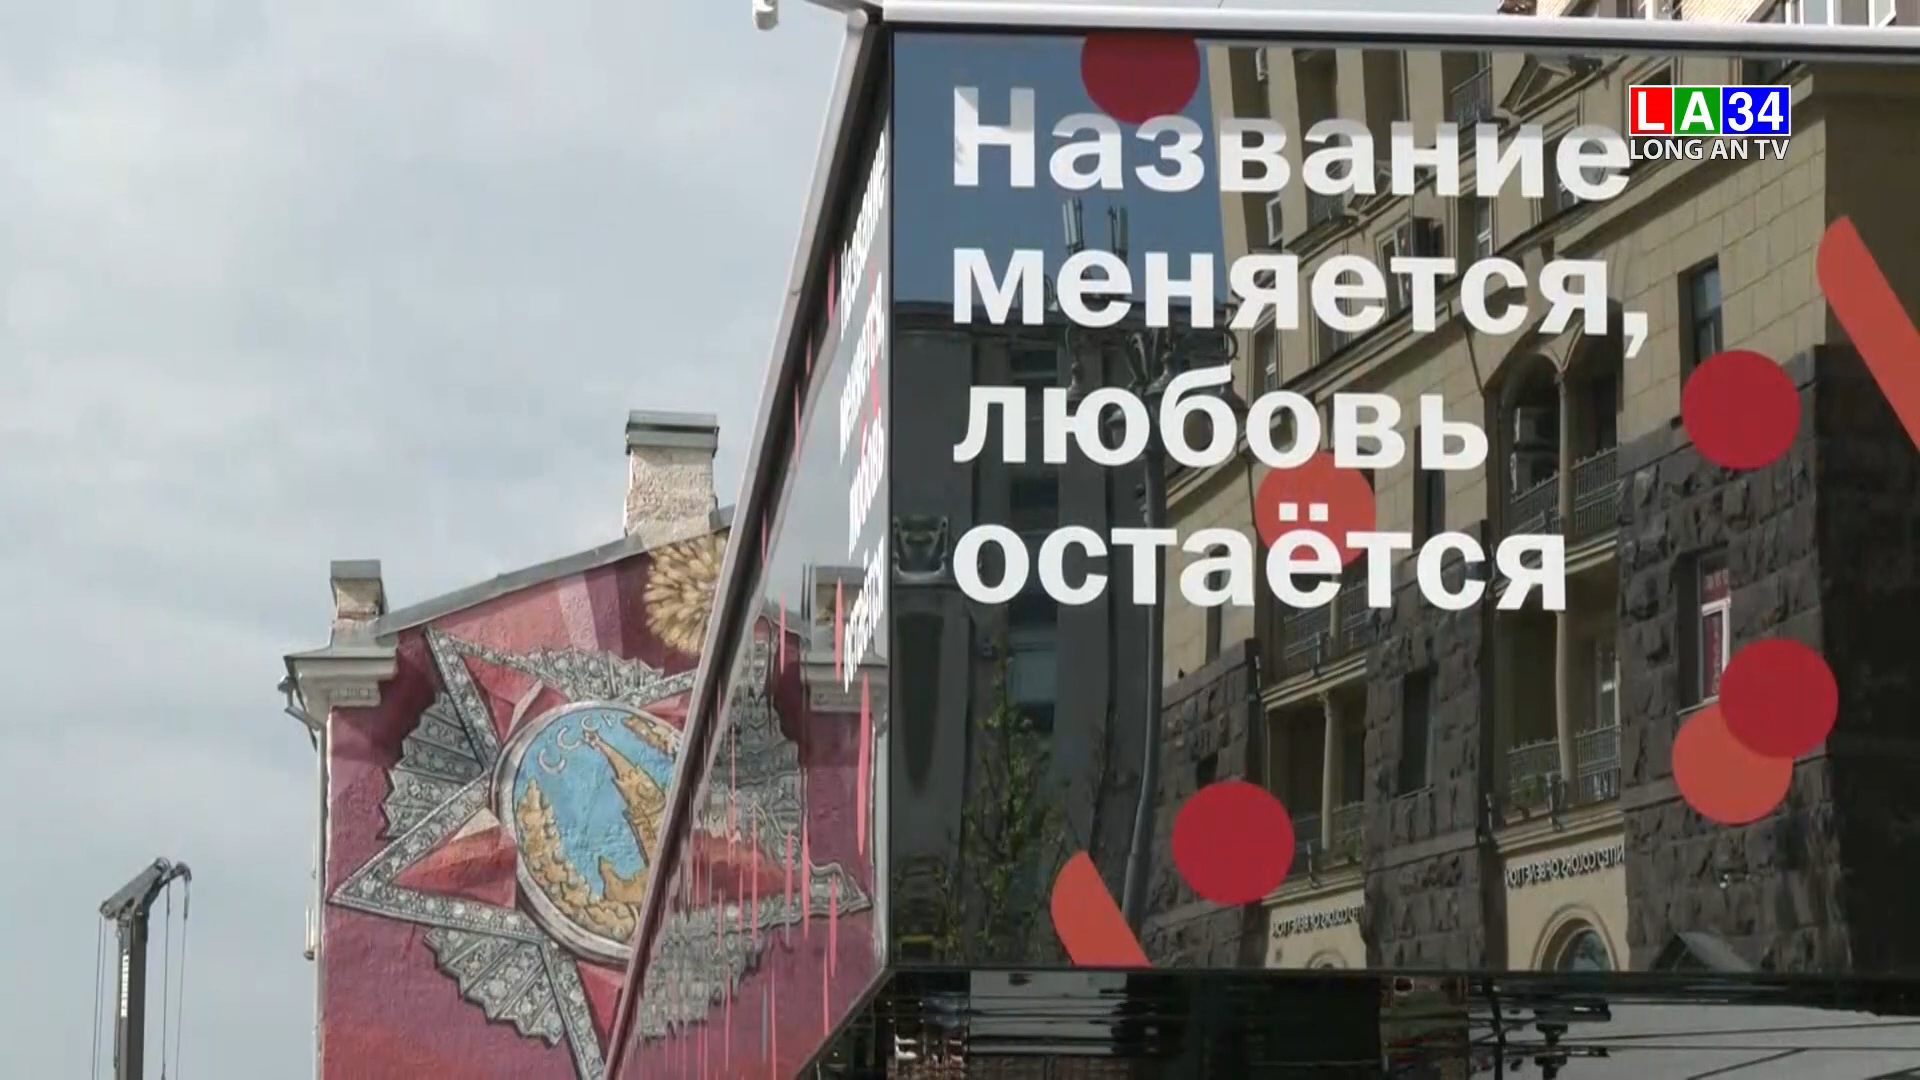 Название
меняется,
любовь
остаётся
LA34
LONG AN TV
СССР